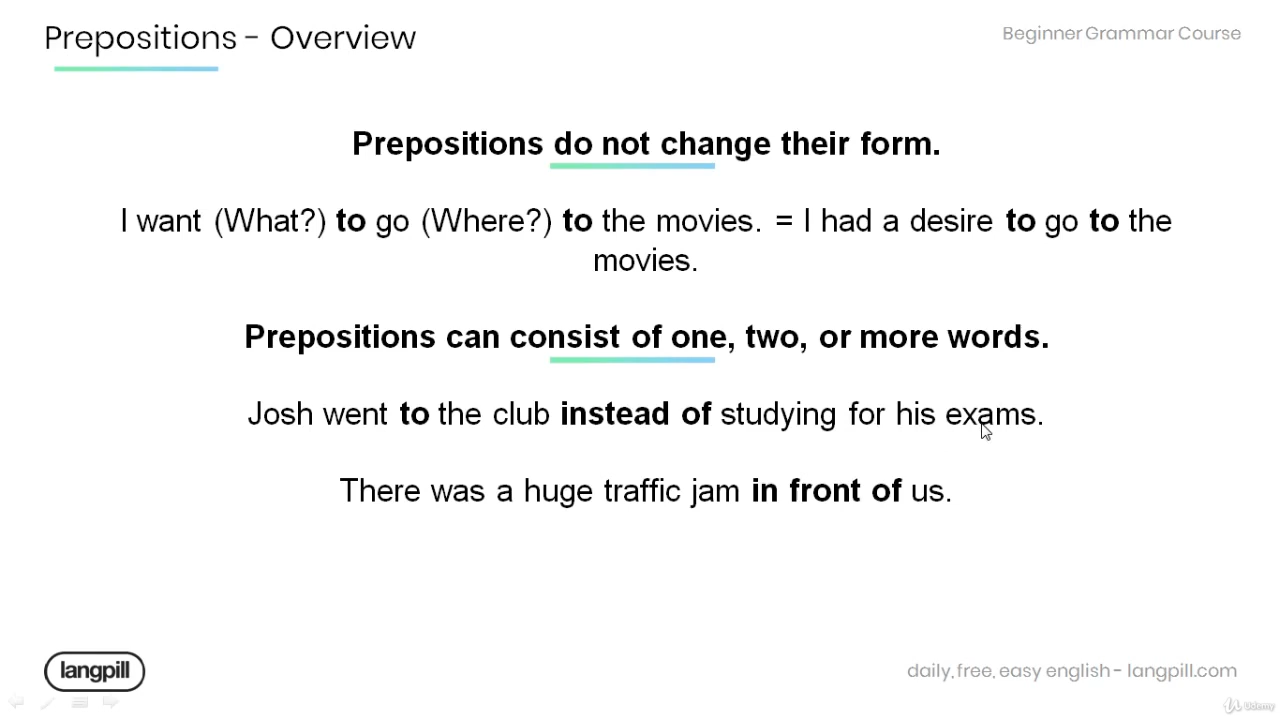 Prepositions - Overview
Beginner Grammar Course
Prepositions do not change their form.
I want (What?) to go (Where?) to the movies. = I had a desire to go to the
movies.
Prepositions can consist of one, two, or more words.
Josh went to the club instead of studying for his exams.
There was a huge traffic jam in front of us.
langpill
daily, free, easy english - langpill.com
Udemy